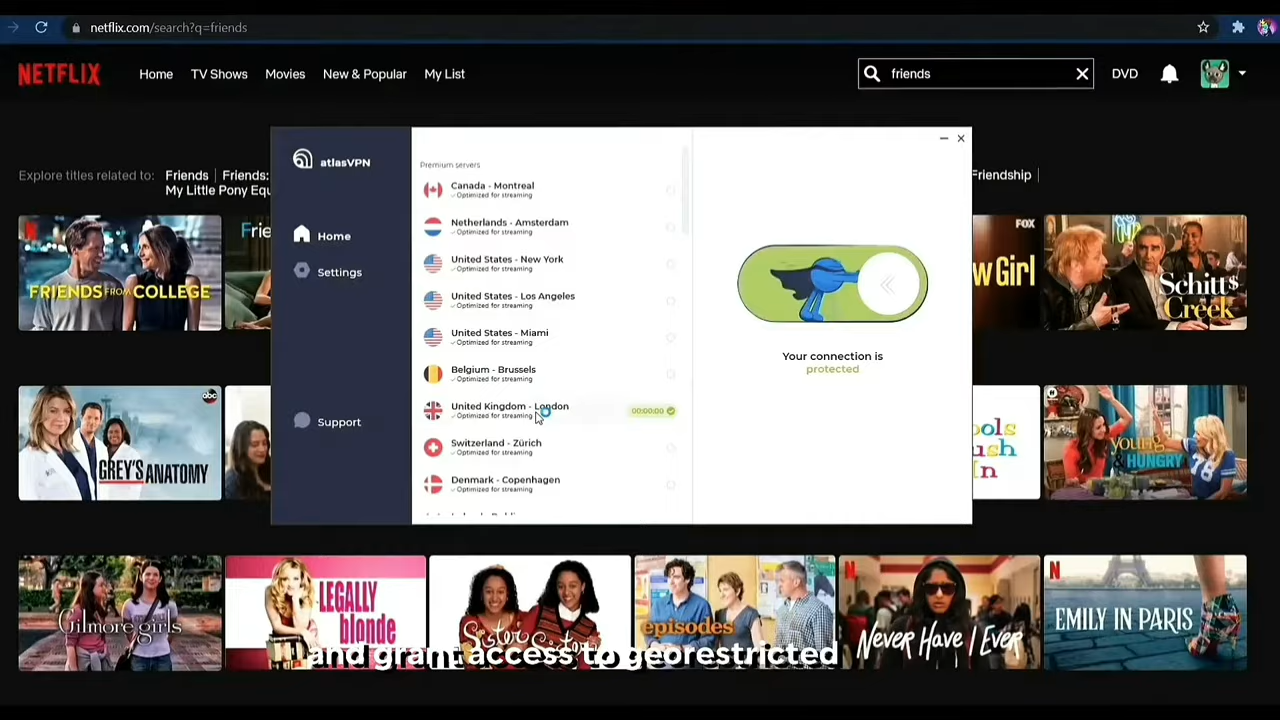 netflix.com/search?q=friends
NETFLIX
Home
TV Shows
Movies
New & Popular
My List
friends
DVD
Explore titles related to:
Friends
Friends:
Friendship
My Little Pony Equ
FRIENDS FROM COLLEGE
Frie
FOX
w GIRL
Schitt$
Creek
atlasVPN
Home
Settings
Support
Premium servers
Canada - Montreal
Optimized for streaming
Netherlands - Amsterdam
Optimized for streaming
United States - New York
Optimized for streaming
United States - Los Angeles
Optimized for streaming
United States - Miami
Optimized for streaming
Belgium - Brussels
Optimized for streaming
United Kingdom - London
Optimized for streaming
00:00:00
Switzerland - Zürich
Optimized for streaming
Denmark - Copenhagen
Optimized for streaming
Your connection is
protected
abc
GREY'S ANATOMY
ools
ush
In
YOUNG
& HUNGRY
Gilmore girls
LEGALLY
blonde
Sister Sister
episodes
NEVER HAVE I EVER
EMILY IN PARIS
and grant access to georestricted